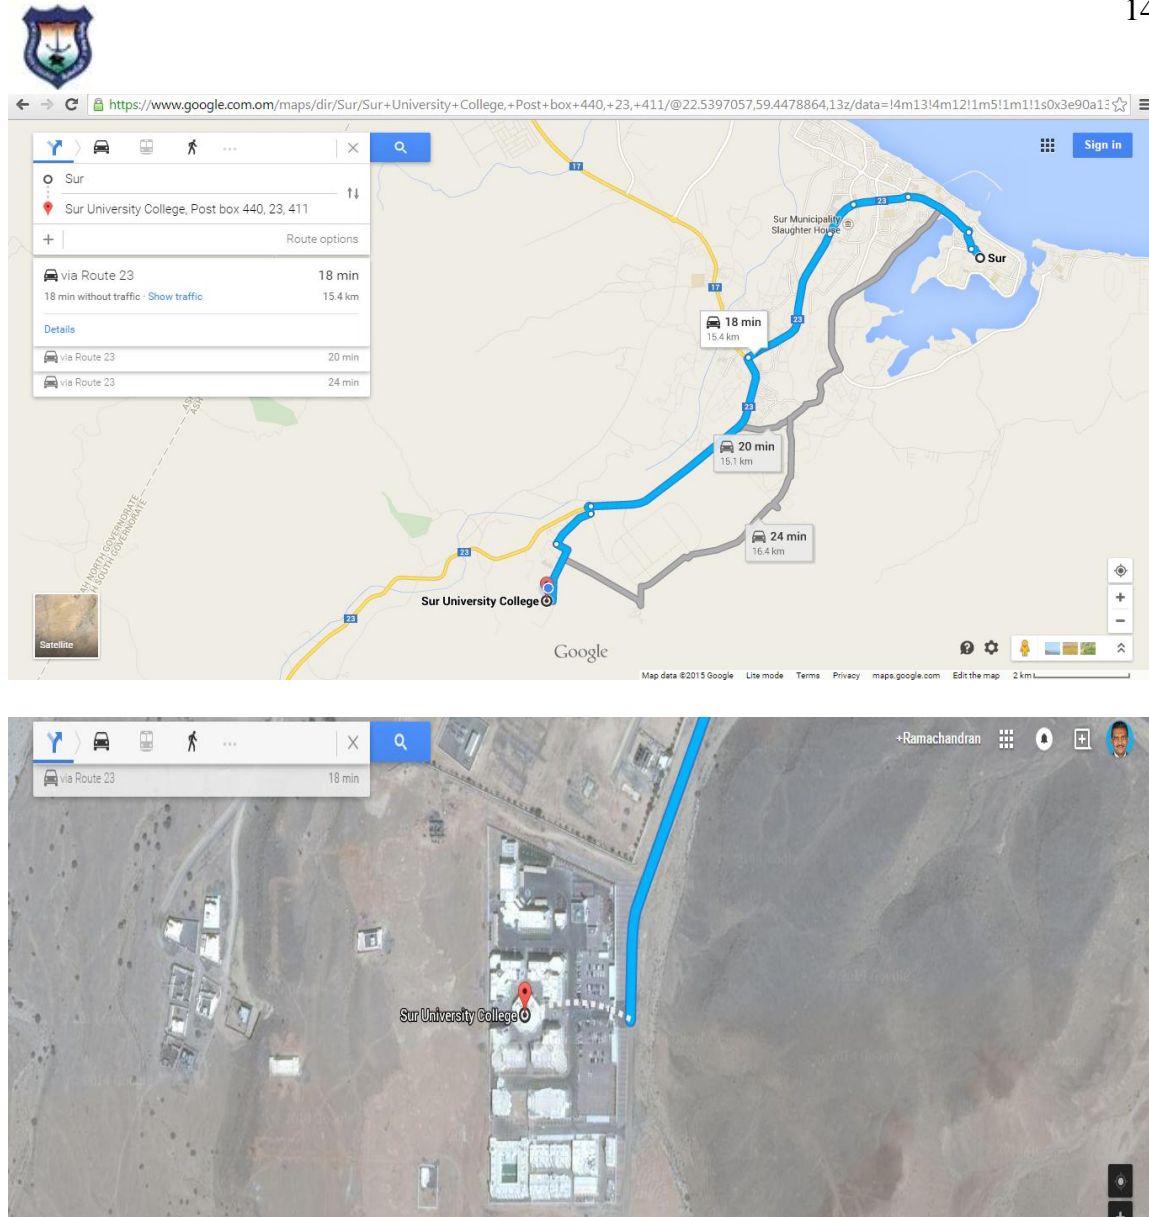 14
https://www.google.com.om/maps/dir/Sur/Sur+University+College,+Post+box+440,+23,+411/@22.5397057,59.4478864,13z/data=!4m13!4m12!1m5!1m1!1s0x3e90a13
Sign in
Sur
Sur University College, Post box 440, 23, 411
Route options
via Route 23 18 min
18 min without traffic · Show traffic 15.4 km
Details
via Route 23 20 min
via Route 23 24 min
17
23
Sur Municipality
Slaughter House
Sur
17
23
18 min
15.4 km
23
20 min
15.1 km
24 min
16.4 km
23
Sur University College
23
Satellite
Google
Map data ©2015 Google Lite mode Terms Privacy maps.google.com Edit the map 2 km
+Ramachandran
via Route 23 18 min
Sur University College